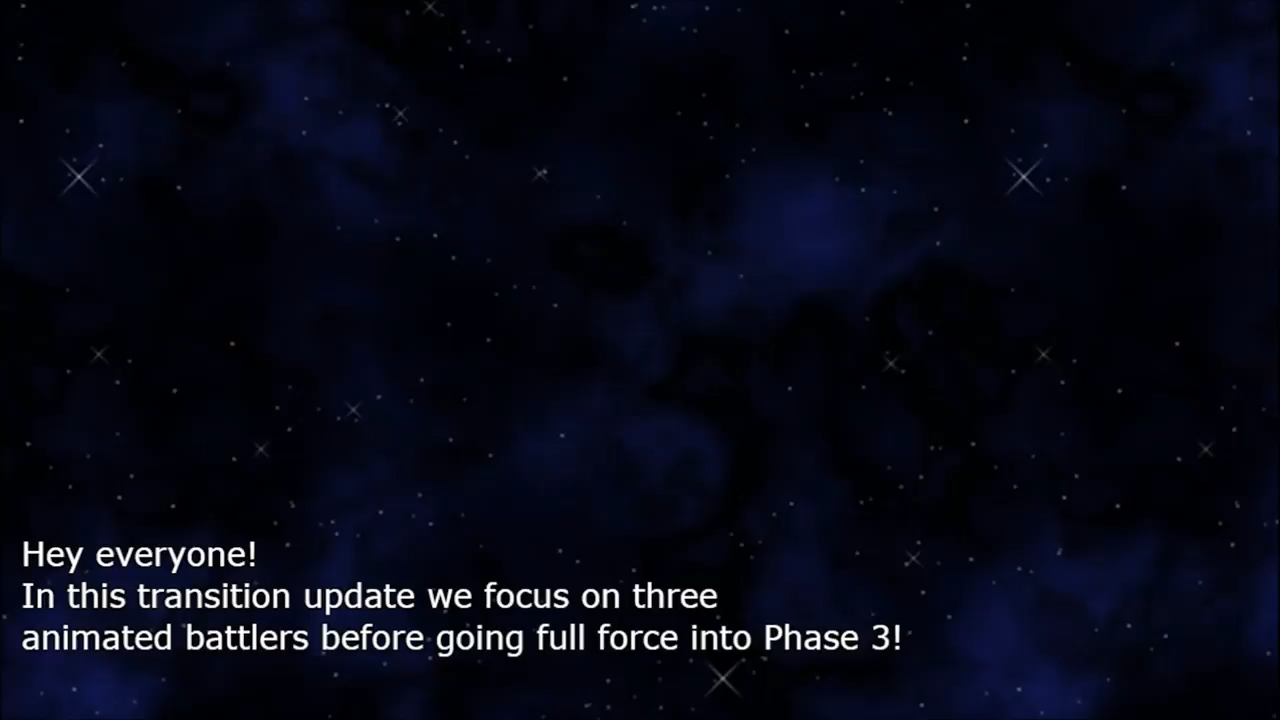 Hey everyone!
In this transition update we focus on three
animated battlers before going full force into Phase 3!